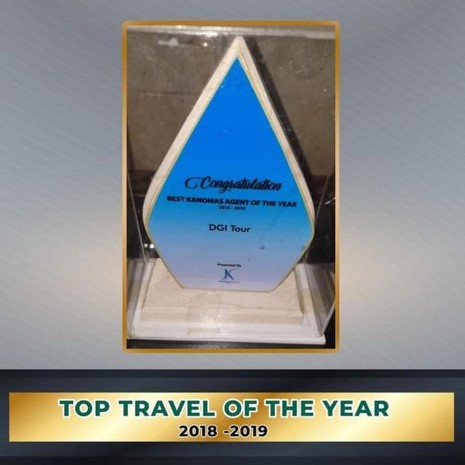 Congratulation
BEST KANOMAS AGENT OF THE YEAR
2018 - 2019
DGI Tour
Presented By
K
TOP TRAVEL OF THE YEAR
2018 -2019